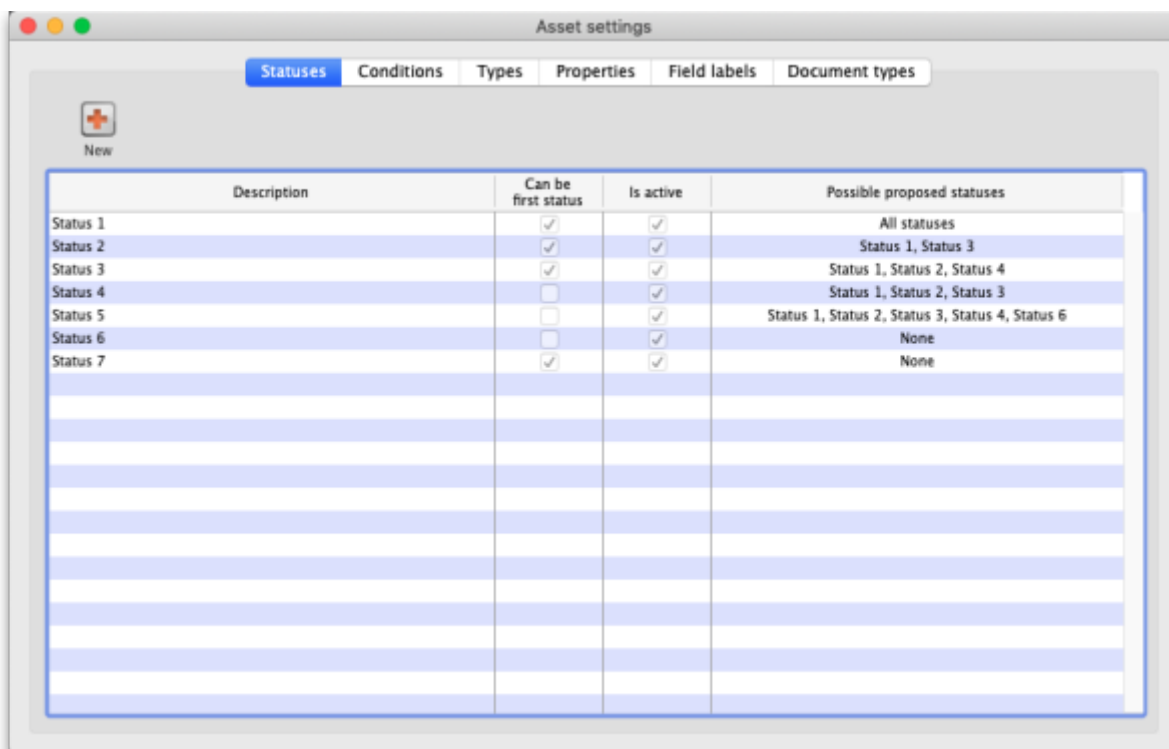 Asset settings
Statuses Conditions Types Properties Field labels Document types
New
Description Can be first status Is active Possible proposed statuses
Status 1 All statuses
Status 2 Status 1, Status 3
Status 3 Status 1, Status 2, Status 4
Status 4 Status 1, Status 2, Status 3
Status 5 Status 1, Status 2, Status 3, Status 4, Status 6
Status 6 None
Status 7 None